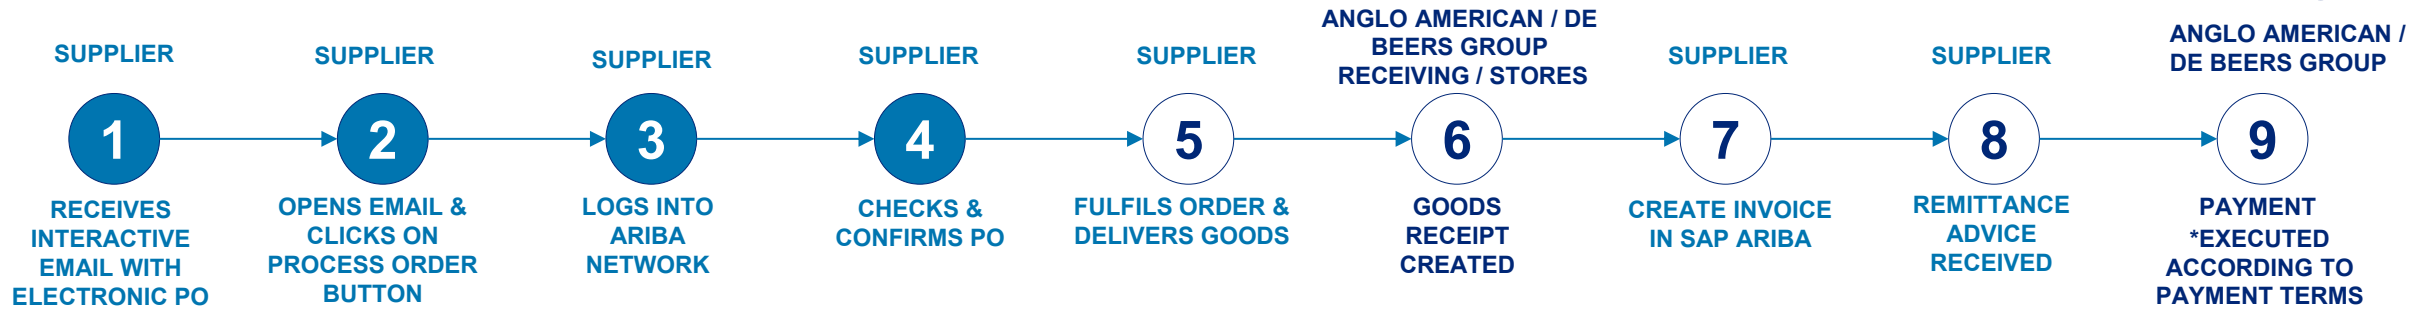 SUPPLIER
1
RECEIVES
INTERACTIVE
EMAIL WITH
ELECTRONIC PO
SUPPLIER
2
OPENS EMAIL &
CLICKS ON
PROCESS ORDER
BUTTON
SUPPLIER
3
LOGS INTO
ARIBA
NETWORK
SUPPLIER
4
CHECKS &
CONFIRMS PO
SUPPLIER
5
FULFILS ORDER &
DELIVERS GOODS
ANGLO AMERICAN / DE
BEERS GROUP
RECEIVING / STORES
6
GOODS
RECEIPT
CREATED
SUPPLIER
7
CREATE INVOICE
IN SAP ARIBA
SUPPLIER
8
REMITTANCE
ADVICE
RECEIVED
ANGLO AMERICAN /
DE BEERS GROUP
9
PAYMENT
*EXECUTED
ACCORDING TO
PAYMENT TERMS